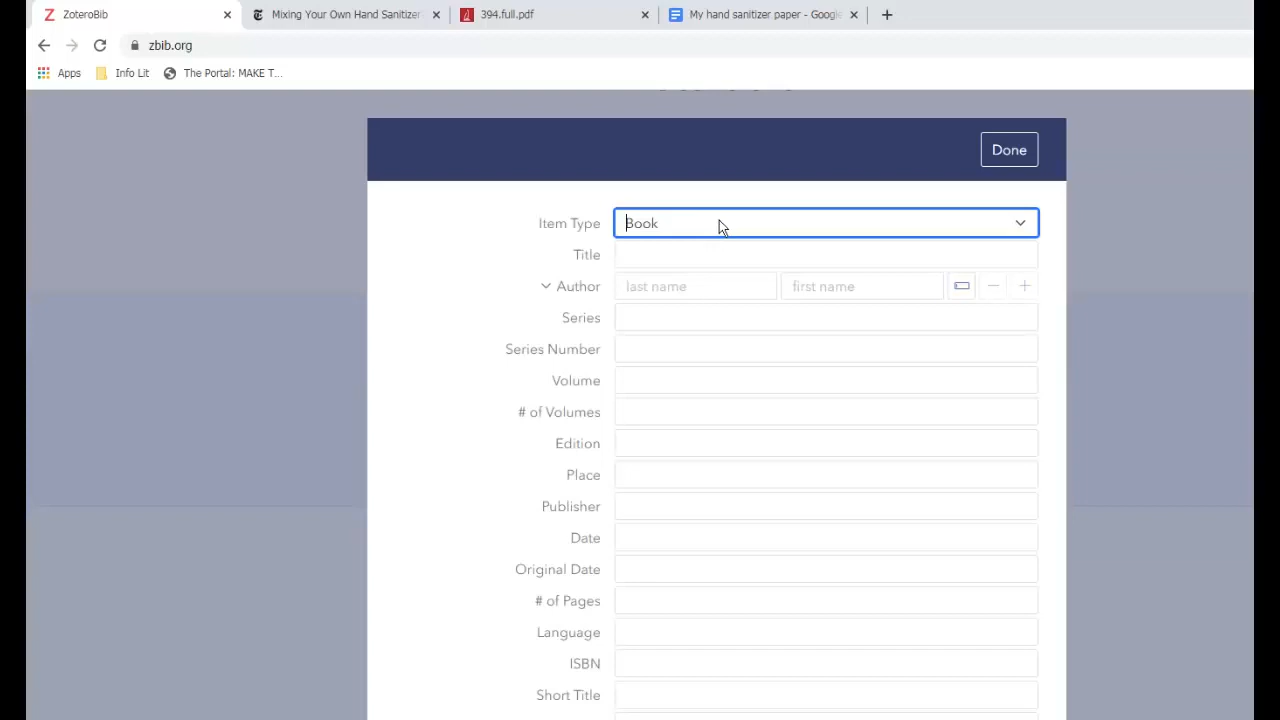 ZoteroBib
Mixing Your Own Hand Sanitizer
394.full.pdf
My hand sanitizer paper - Google
zbib.org
Apps
Info Lit
The Portal: MAKE T...
Done
Item Type Book
Title
Author last name first name
Series
Series Number
Volume
# of Volumes
Edition
Place
Publisher
Date
Original Date
# of Pages
Language
ISBN
Short Title